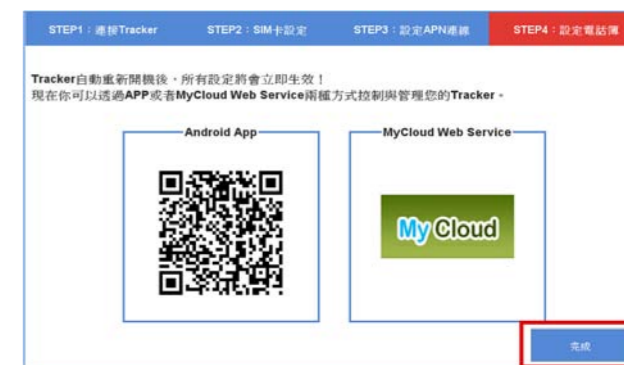 STEP1：連接Tracker
STEP2：SIM卡設定
STEP3：設定APN連線
STEP4：設定電話簿
Tracker自動重新開機後，所有設定將會立即生效！
現在你可以透過APP或者MyCloud Web Service兩種方式控制與管理您的Tracker。
Android App
MyCloud Web Service
My Cloud
完成